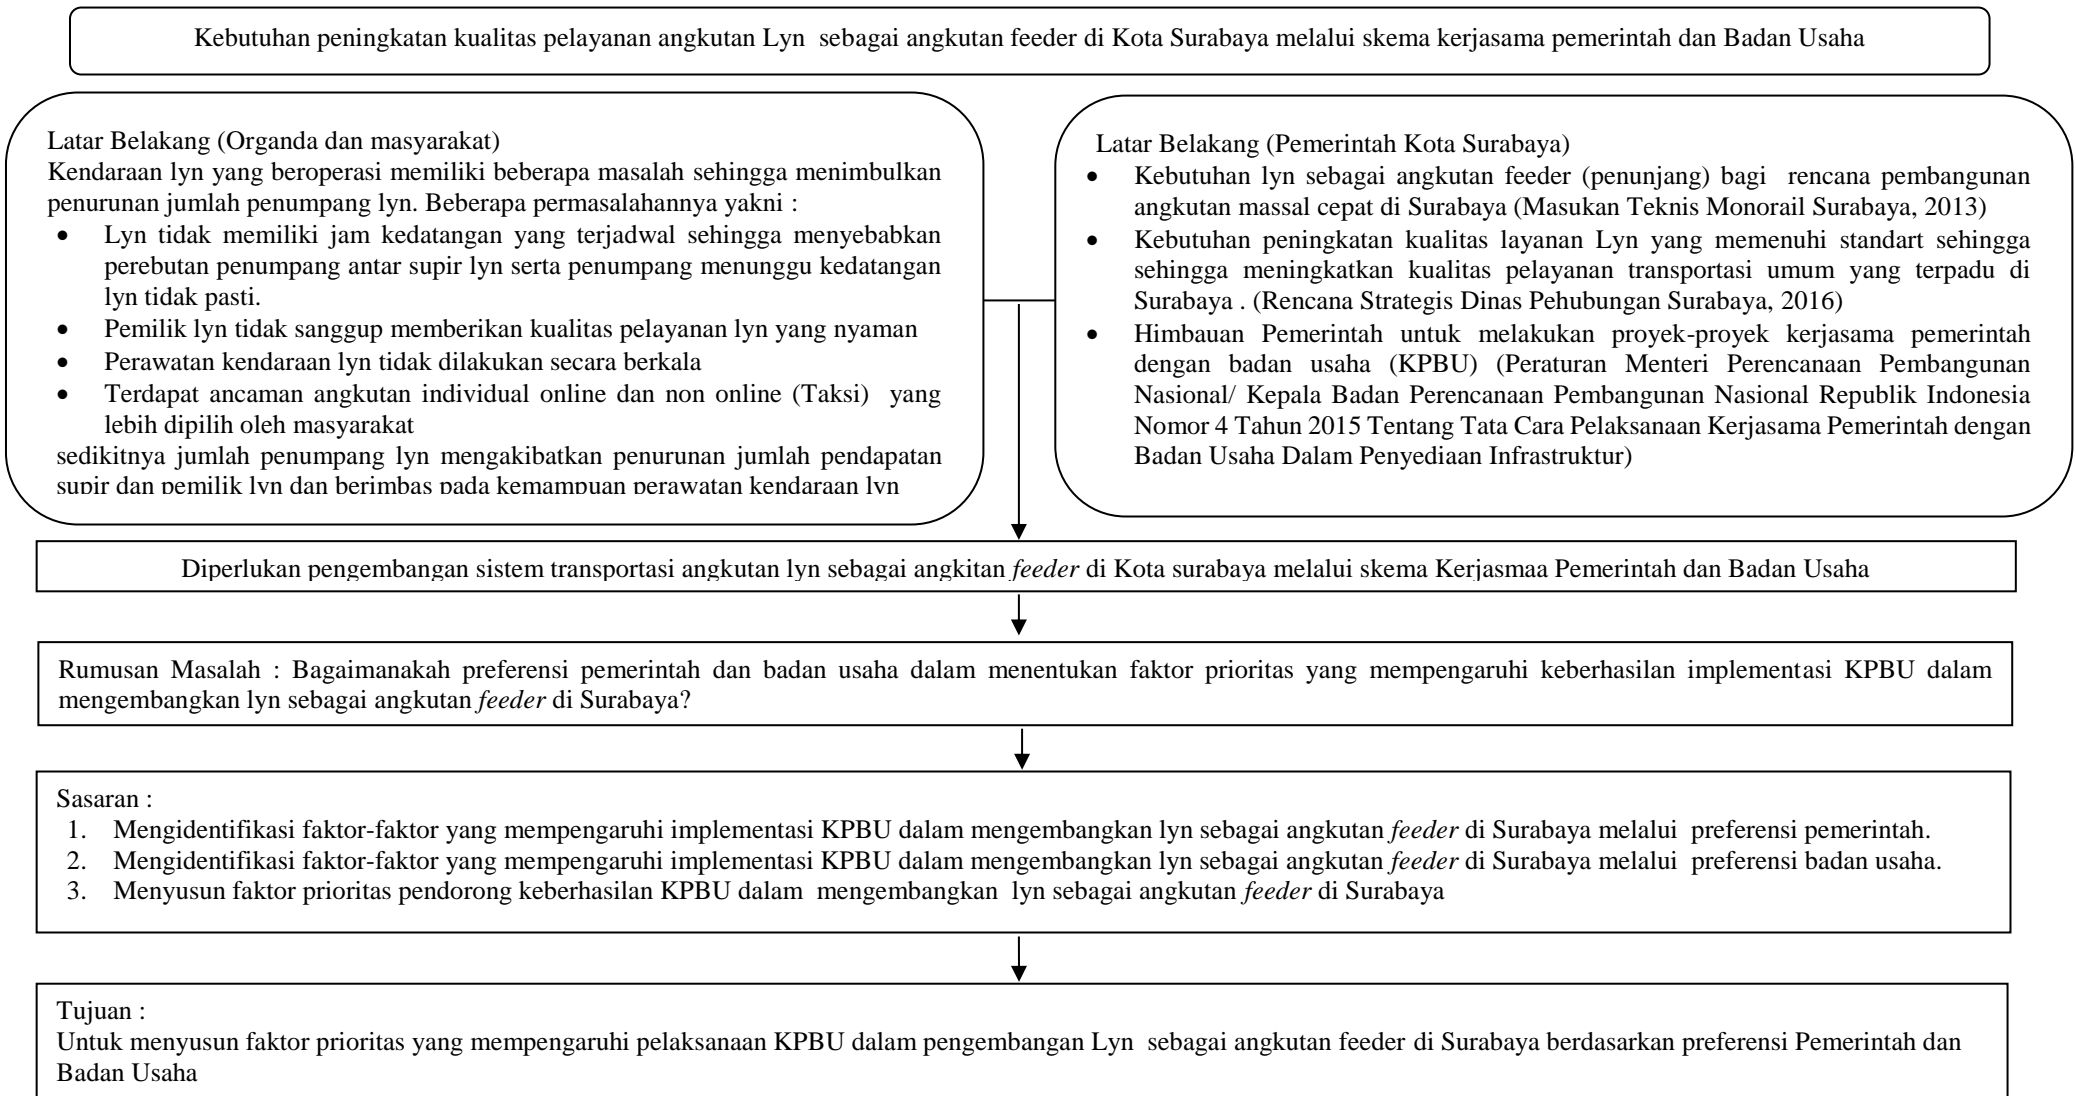 Kebutuhan peningkatan kualitas pelayanan angkutan Lyn sebagai angkutan feeder di Kota Surabaya melalui skema kerjasama pemerintah dan Badan Usaha
Latar Belakang (Organda dan masyarakat)
Kendaraan lyn yang beroperasi memiliki beberapa masalah sehingga menimbulkan
penurunan jumlah penumpang lyn. Beberapa permasalahannya yakni :
• Lyn tidak memiliki jam kedatangan yang terjadwal sehingga menyebabkan
perebutan penumpang antar supir lyn serta penumpang menunggu kedatangan
lyn tidak pasti.
• Pemilik lyn tidak sanggup memberikan kualitas pelayanan lyn yang nyaman
• Perawatan kendaraan lyn tidak dilakukan secara berkala
• Terdapat ancaman angkutan individual online dan non online (Taksi) yang
lebih dipilih oleh masyarakat
sedikitnya jumlah penumpang lyn mengakibatkan penurunan jumlah pendapatan
supir dan pemilik lyn dan berimbas pada kemampuan perawatan kendaraan lyn
Latar Belakang (Pemerintah Kota Surabaya)
• Kebutuhan lyn sebagai angkutan feeder (penunjang) bagi rencana pembangunan
angkutan massal cepat di Surabaya (Masukan Teknis Monorail Surabaya, 2013)
• Kebutuhan peningkatan kualitas layanan Lyn yang memenuhi standart sehingga
sehingga meningkatkan kualitas pelayanan transportasi umum yang terpadu di
Surabaya . (Rencana Strategis Dinas Pehubungan Surabaya, 2016)
• Himbauan Pemerintah untuk melakukan proyek-proyek kerjasama pemerintah
dengan badan usaha (KPBU) (Peraturan Menteri Perencanaan Pembangunan
Nasional/ Kepala Badan Perencanaan Pembangunan Nasional Republik Indonesia
Nomor 4 Tahun 2015 Tentang Tata Cara Pelaksanaan Kerjasama Pemerintah dengan
Badan Usaha Dalam Penyediaan Infrastruktur)
Diperlukan pengembangan sistem transportasi angkutan lyn sebagai angkitan feeder di Kota surabaya melalui skema Kerjasmaa Pemerintah dan Badan Usaha
Rumusan Masalah : Bagaimanakah preferensi pemerintah dan badan usaha dalam menentukan faktor prioritas yang mempengaruhi keberhasilan implementasi KPBU dalam
mengembangkan lyn sebagai angkutan feeder di Surabaya?
Sasaran :
1. Mengidentifikasi faktor-faktor yang mempengaruhi implementasi KPBU dalam mengembangkan lyn sebagai angkutan feeder di Surabaya melalui preferensi pemerintah.
2. Mengidentifikasi faktor-faktor yang mempengaruhi implementasi KPBU dalam mengembangkan lyn sebagai angkutan feeder di Surabaya melalui preferensi badan usaha.
3. Menyusun faktor prioritas pendorong keberhasilan KPBU dalam mengembangkan lyn sebagai angkutan feeder di Surabaya
Tujuan :
Untuk menyusun faktor prioritas yang mempengaruhi pelaksanaan KPBU dalam pengembangan Lyn sebagai angkutan feeder di Surabaya berdasarkan preferensi Pemerintah dan
Badan Usaha